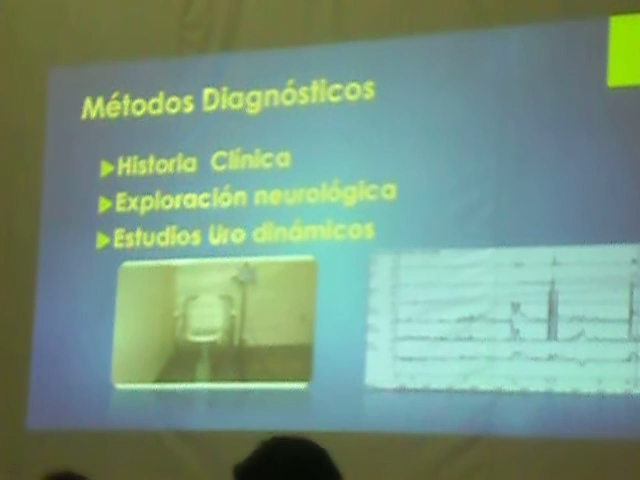 Métodos Diagnósticos
Historia Clínica
Exploración neurológica
Estudios Uro dinámicos